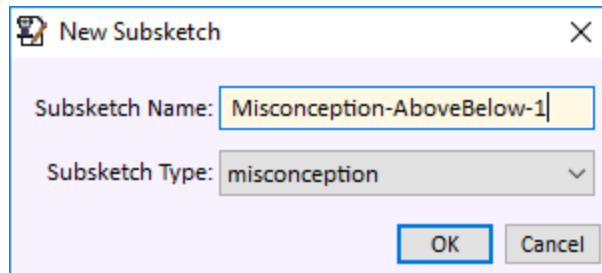 New Subsketch
Subsketch Name: Misconception-AboveBelow-1
Subsketch Type: misconception
OK Cancel